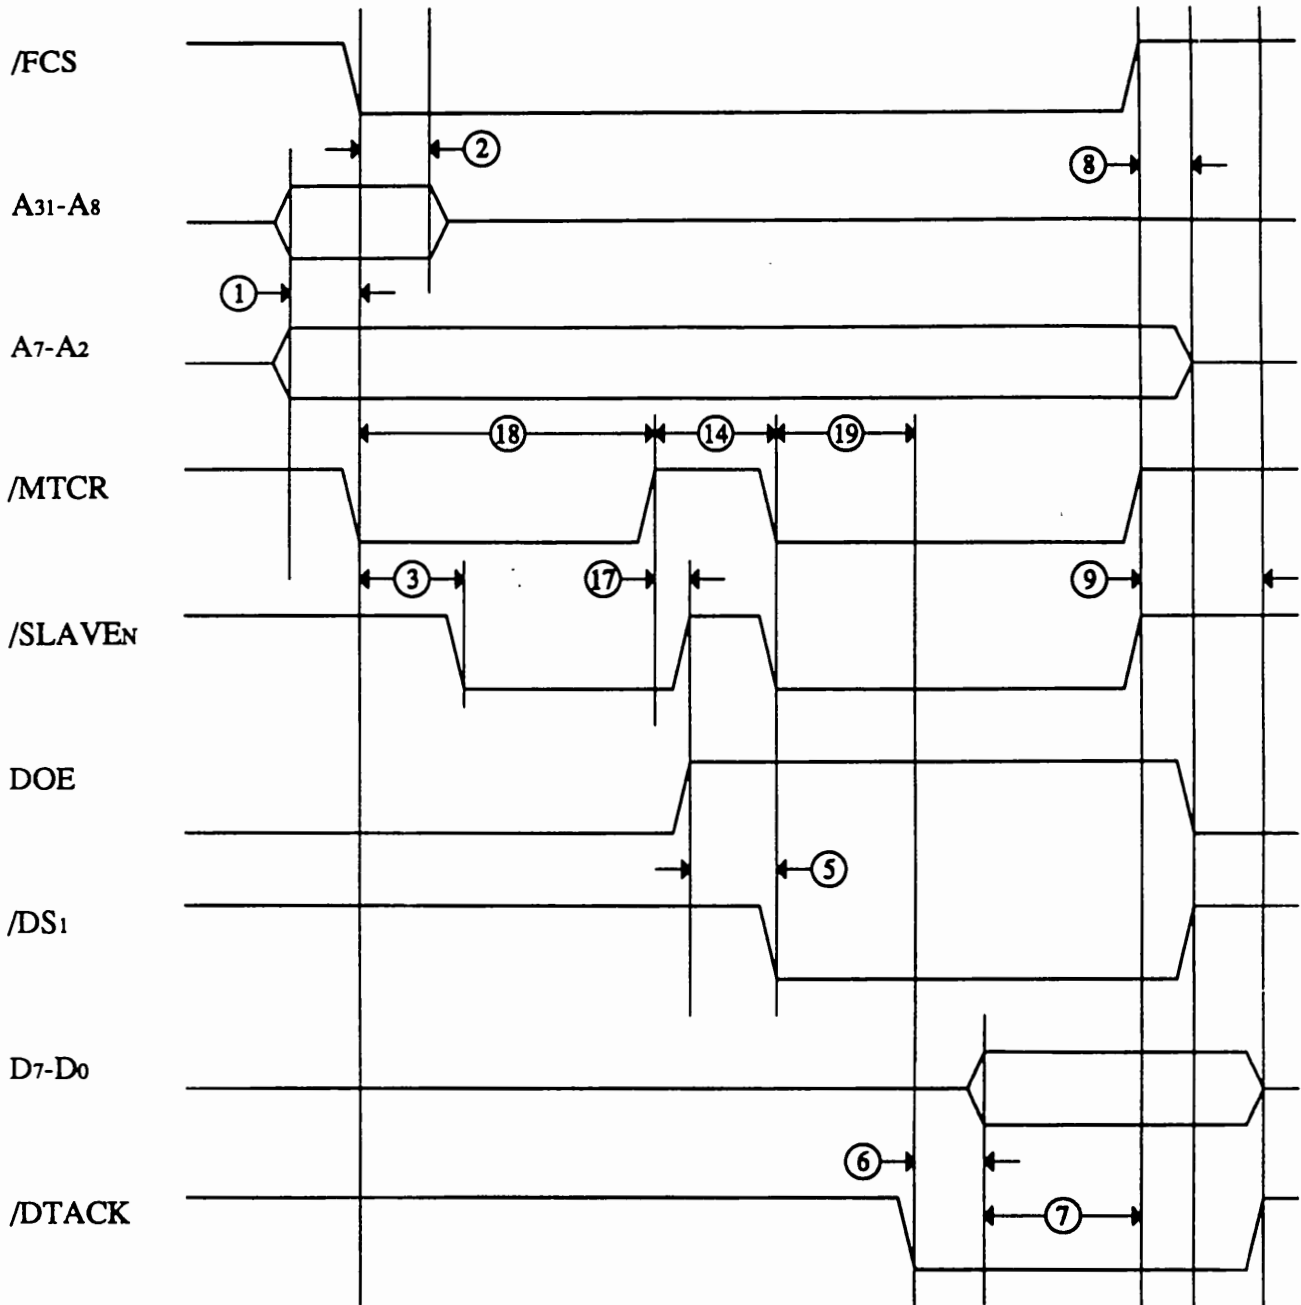 /FCS
2
8
A31-A8
1
A7-A2
18 14 19
/MTCR
3 17 9
/SLAVEN
DOE
5
/DS1
D7-D0
6
7
/DTACK